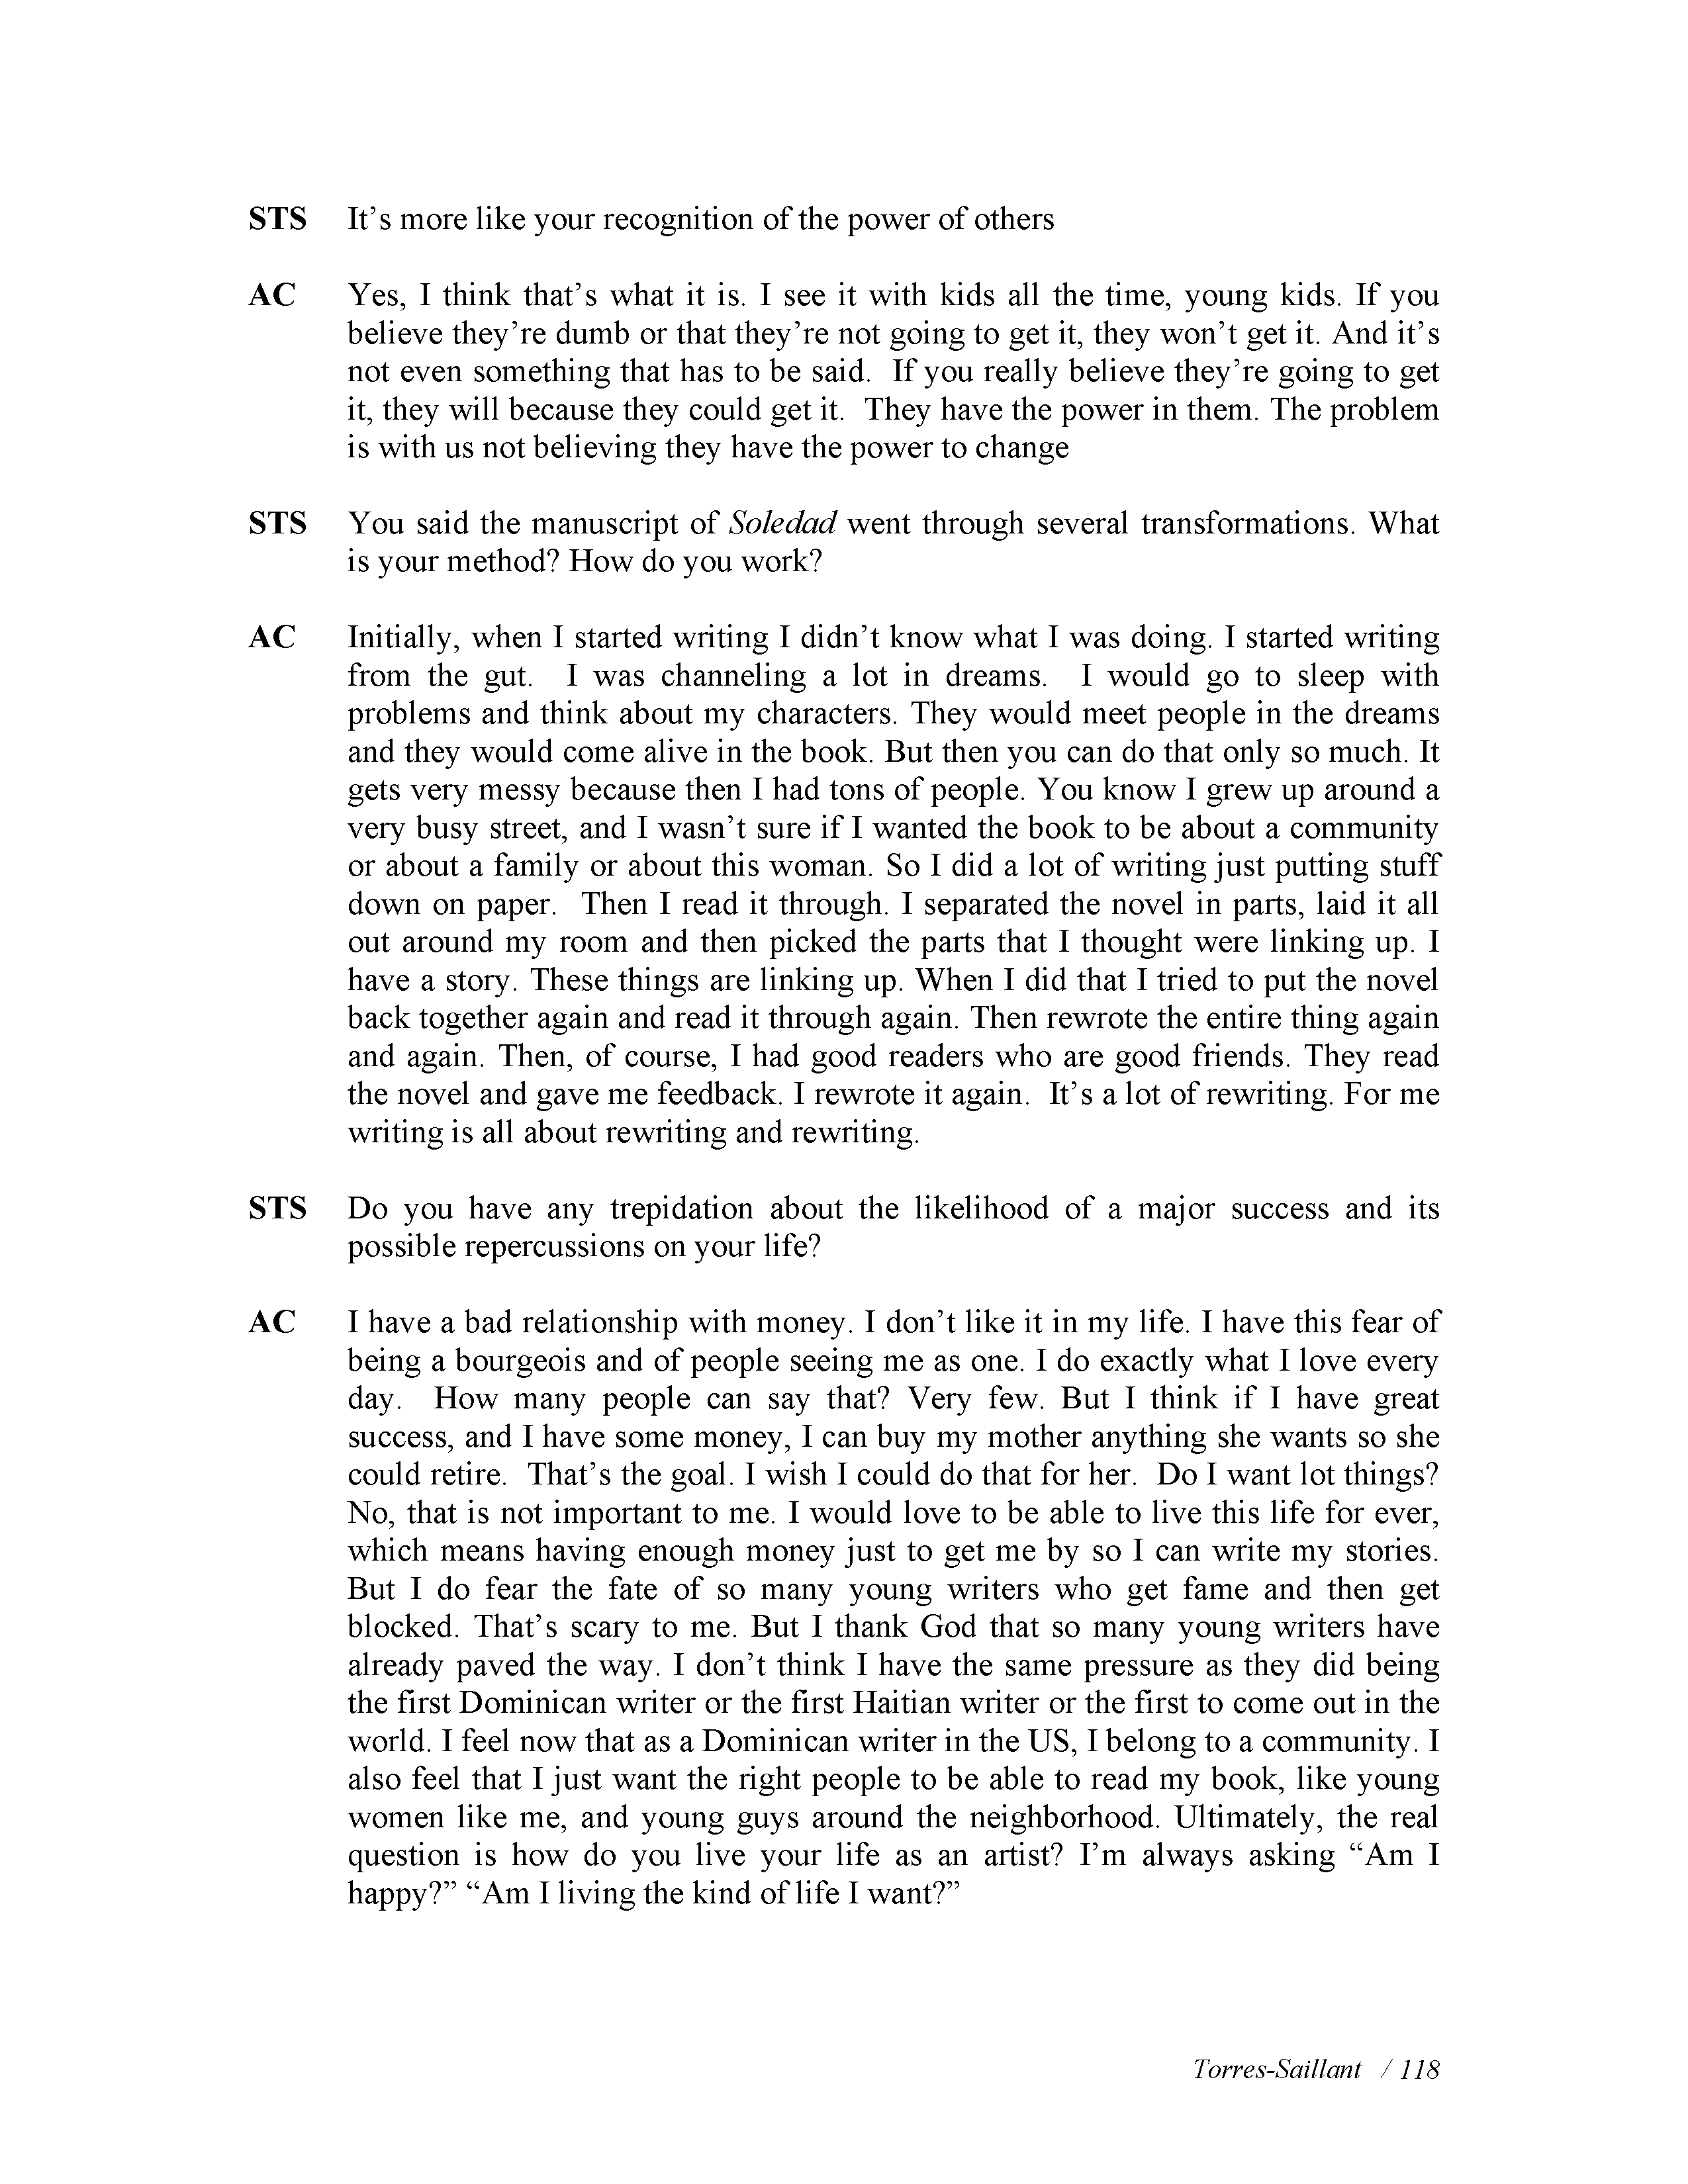 STS It’s more like your recognition of the power of others
AC Yes, I think that’s what it is. I see it with kids all the time, young kids. If you
believe they’re dumb or that they’re not going to get it, they won’t get it. And it’s
not even something that has to be said.  If you really believe they’re going to get
it, they will because they could get it.  They have the power in them. The problem
is with us not believing they have the power to change
STS You said the manuscript of Soledad went through several transformations. What
is your method? How do you work?
AC Initially, when I started writing I didn’t know what I was doing. I started writing
from the gut.  I was channeling a lot in dreams.  I would go to sleep with
problems and think about my characters. They would meet people in the dreams
and they would come alive in the book. But then you can do that only so much. It
gets very messy because then I had tons of people. You know I grew up around a
very busy street, and I wasn’t sure if I wanted the book to be about a community
or about a family or about this woman. So I did a lot of writing just putting stuff
down on paper.  Then I read it through. I separated the novel in parts, laid it all
out around my room and then picked the parts that I thought were linking up. I
have a story. These things are linking up. When I did that I tried to put the novel
back together again and read it through again. Then rewrote the entire thing again
and again. Then, of course, I had good readers who are good friends. They read
the novel and gave me feedback. I rewrote it again.  It’s a lot of rewriting. For me
writing is all about rewriting and rewriting.
STS Do you have any trepidation about the likelihood of a major success and its
possible repercussions on your life?
AC I have a bad relationship with money. I don’t like it in my life. I have this fear of
being a bourgeois and of people seeing me as one. I do exactly what I love every
day.  How many people can say that? Very few. But I think if I have great
success, and I have some money, I can buy my mother anything she wants so she
could retire.  That’s the goal. I wish I could do that for her.  Do I want lot things?
No, that is not important to me. I would love to be able to live this life for ever,
which means having enough money just to get me by so I can write my stories.
But I do fear the fate of so many young writers who get fame and then get
blocked. That’s scary to me. But I thank God that so many young writers have
already paved the way. I don’t think I have the same pressure as they did being
the first Dominican writer or the first Haitian writer or the first to come out in the
world. I feel now that as a Dominican writer in the US, I belong to a community. I
also feel that I just want the right people to be able to read my book, like young
women like me, and young guys around the neighborhood. Ultimately, the real
question is how do you live your life as an artist? I’m always asking “Am I
happy?” “Am I living the kind of life I want?”
Torres-Saillant  / 118